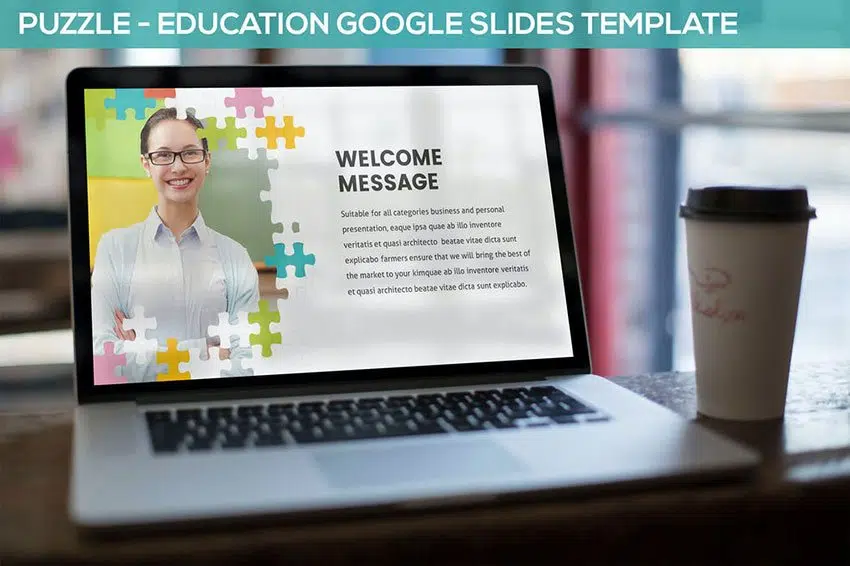 PUZZLE - EDUCATION GOOGLE SLIDES TEMPLATE
WELCOME
MESSAGE
Suitable for all categories business and personal
presentation, eaque ipsa quae ab illo inventore
veritatis et quasi architecto beatae vitae dicta sunt
explicabo farmers ensure that we will bring the best of
the market to your kimquae ab illo inventore veritatis
et quasi architecto beatae vitae dicta sunt explicabo.